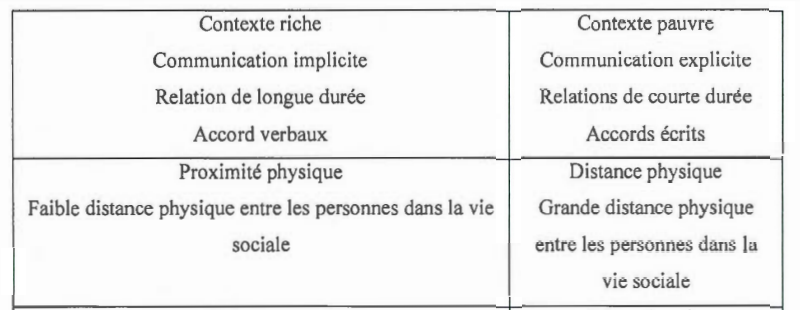 Contexte riche
Communication implicite
Relation de longue durée
Accord verbaux
Contexte pauvre
Communication explicite
Relations de courte durée
Accords écrits
Proximité physique
Faible distance physique entre les personnes dans la vie
sociale
Distance physique
Grande distance physique
entre les personnes dans la
vie sociale